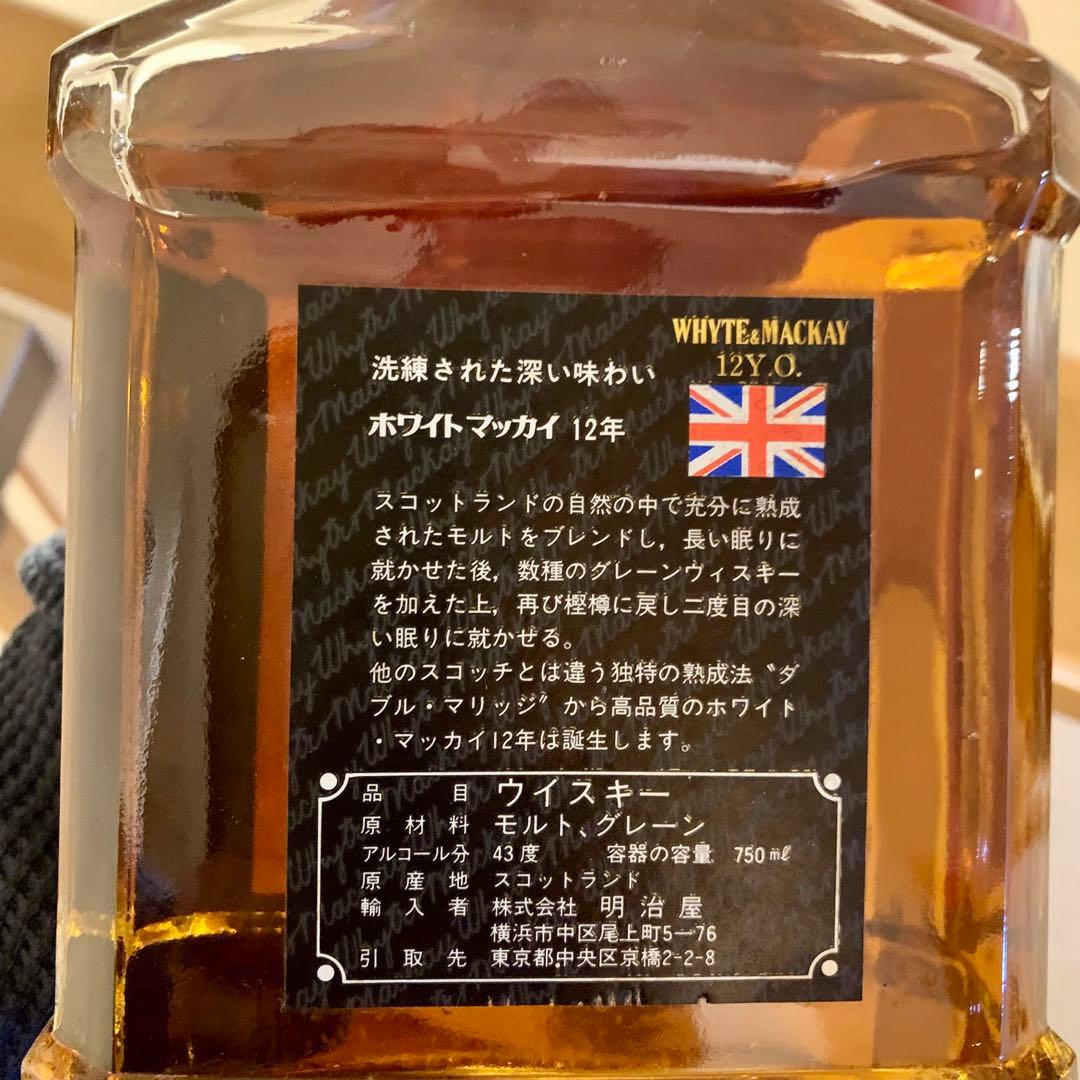 WHYTE&MACKAY
12Y.O.
洗練された深い味わい
ホワイトマッカイ 12年
スコットランドの自然の中で充分に熟成
されたモルトをブレンドし，長い眠りに
就かせた後，数種のグレーンウィスキー
を加えた上，再び樫樽に戻し二度目の深
い眠りに就かせる。
他のスコッチとは違う独特の熟成法〝ダ
ブル・マリッジ〞から高品質のホワイト
・マッカイ12年は誕生します。
品目 ウイスキー
原材料 モルト、グレーン
アルコール分 43度 容器の容量 750ml
原産地 スコットランド
輸入者 株式会社 明治屋
横浜市中区尾上町5-76
引取先 東京都中央区京橋2-2-8